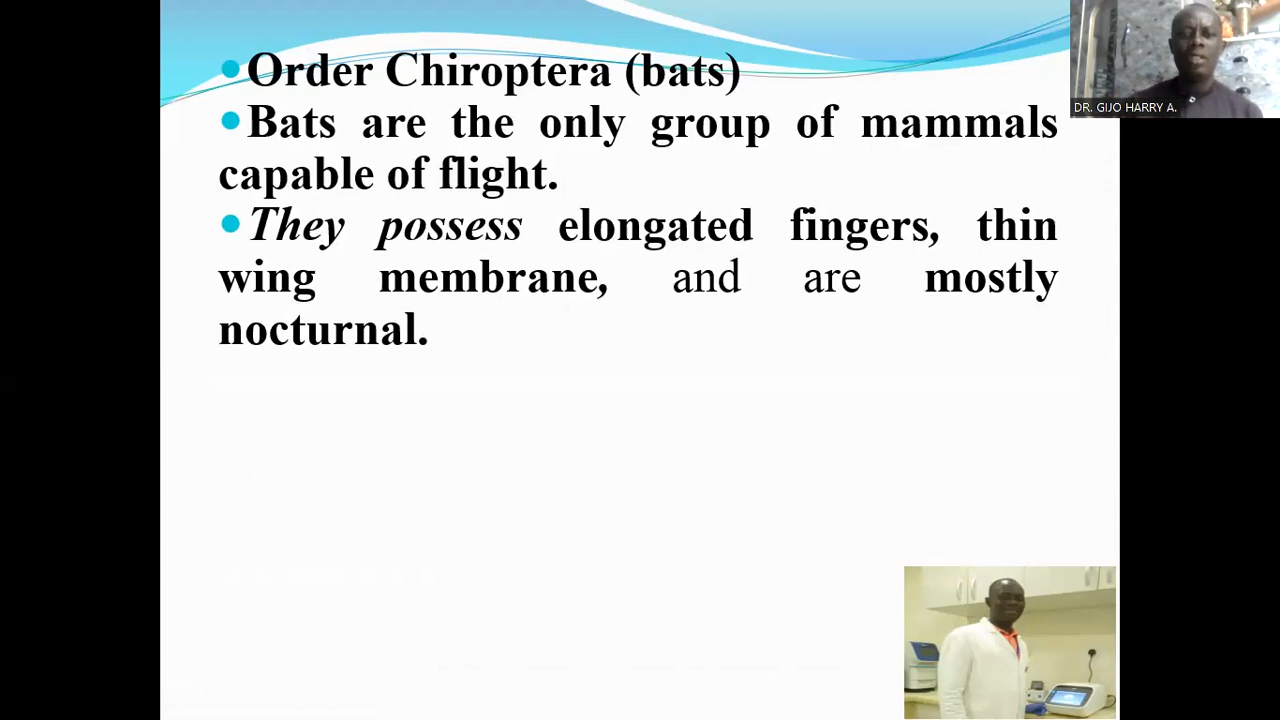 Order Chiroptera (bats)
DR. GIJO HARRY A.
Bats are the only group of mammals
capable of flight.
They possess elongated fingers, thin
wing membrane, and are mostly
nocturnal.